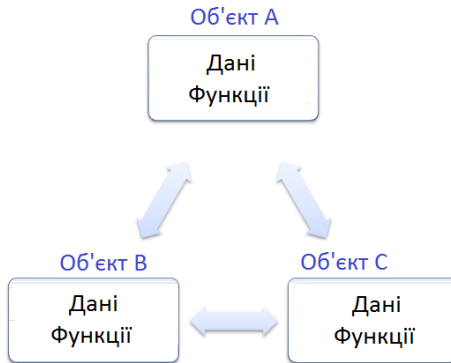 Об'єкт А
Дані
Функції
Об'єкт В
Об'єкт С
Дані
Функції
Дані
Функції